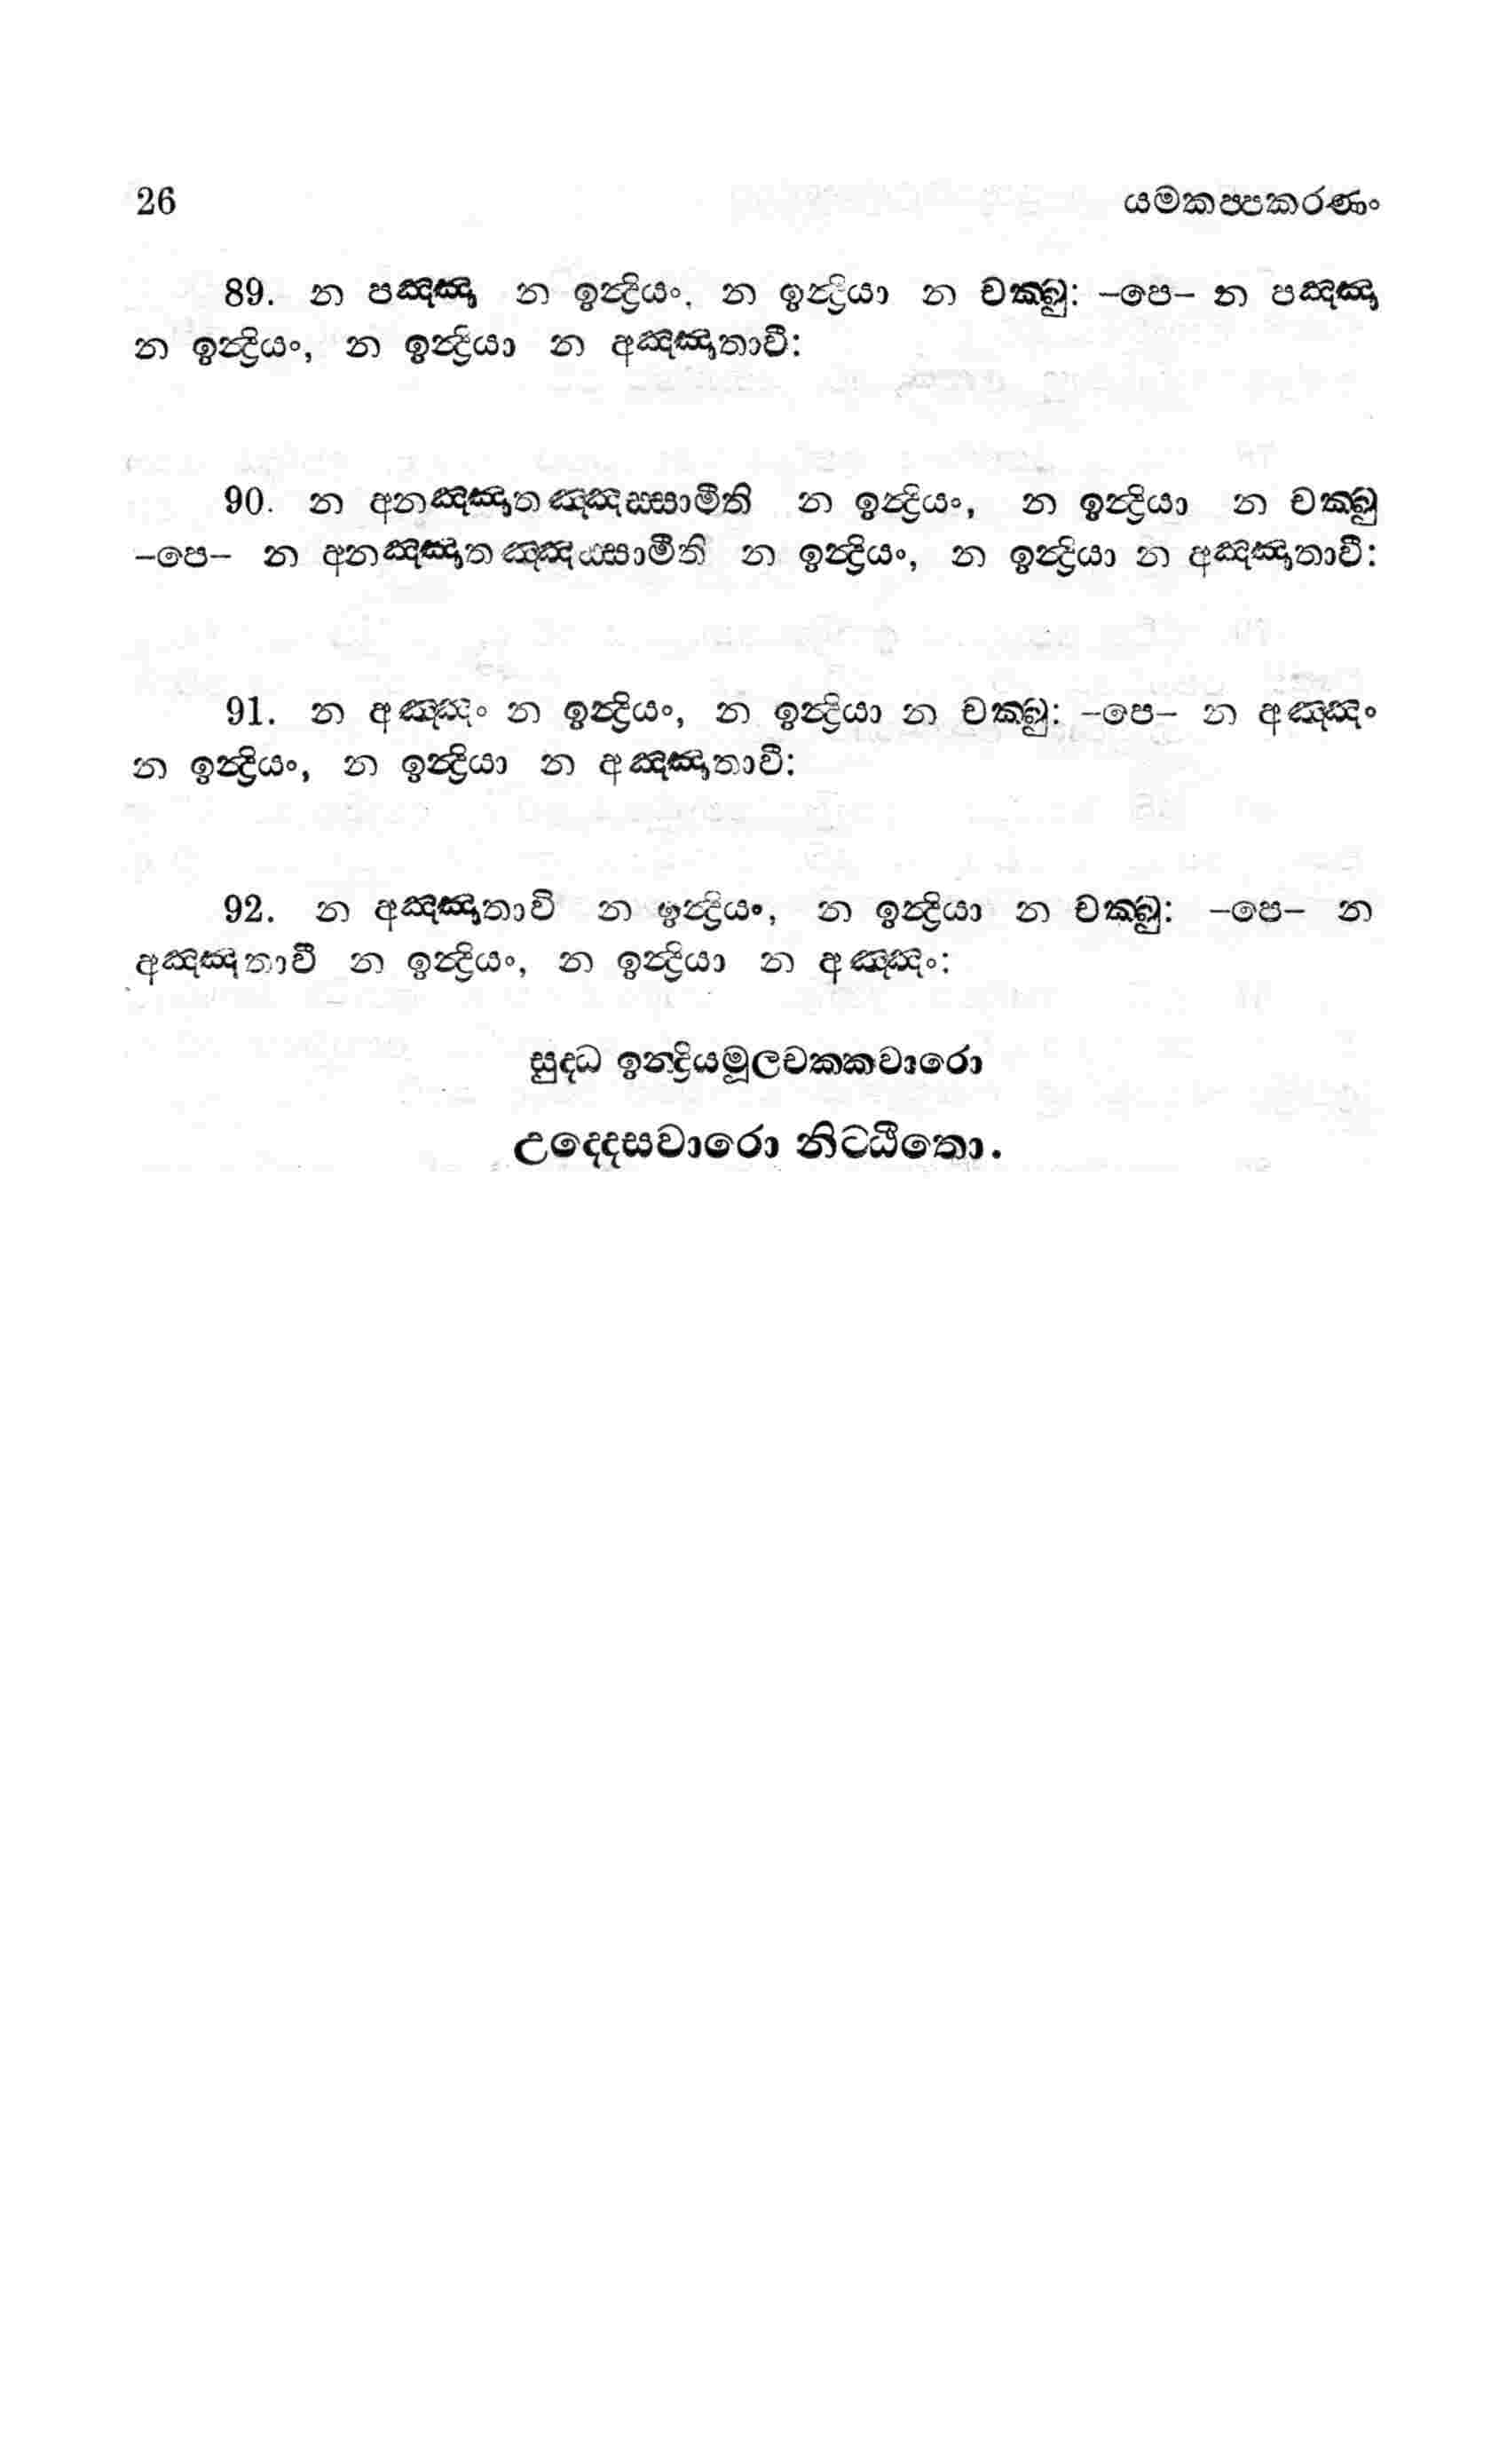 26 යමකප්පකරණං
89. න පඤ්ඤා න ඉන්ද්‍රියං, න ඉන්ද්‍රියා න චක්ඛු: –පෙ– න පඤ්ඤා
න ඉන්ද්‍රියං, න ඉන්ද්‍රියා න අඤ්ඤාතාවී:
90. න අනඤ්ඤාතඤ්ඤස්සාමීති න ඉන්ද්‍රියං, න ඉන්ද්‍රියා න චක්ඛු
–පෙ– න අනඤ්ඤාතඤ්ඤස්සාමීති න ඉන්ද්‍රියං, න ඉන්ද්‍රියා න අඤ්ඤාතාවී:
91. න අඤ්ඤං න ඉන්ද්‍රියං, න ඉන්ද්‍රියා න චක්ඛු: –පෙ– න අඤ්ඤං
න ඉන්ද්‍රියං, න ඉන්ද්‍රියා න අඤ්ඤාතාවී:
92. න අඤ්ඤාතාවි න ඉන්ද්‍රියං, න ඉන්ද්‍රියා න චක්ඛු: –පෙ– න
අඤ්ඤාතාවී න ඉන්ද්‍රියං, න ඉන්ද්‍රියා න අඤ්ඤං:
සුද්ධ ඉන්ද්‍රියමූලචක්කවාරො
උද්දෙසවාරො නිට්ඨීතො.